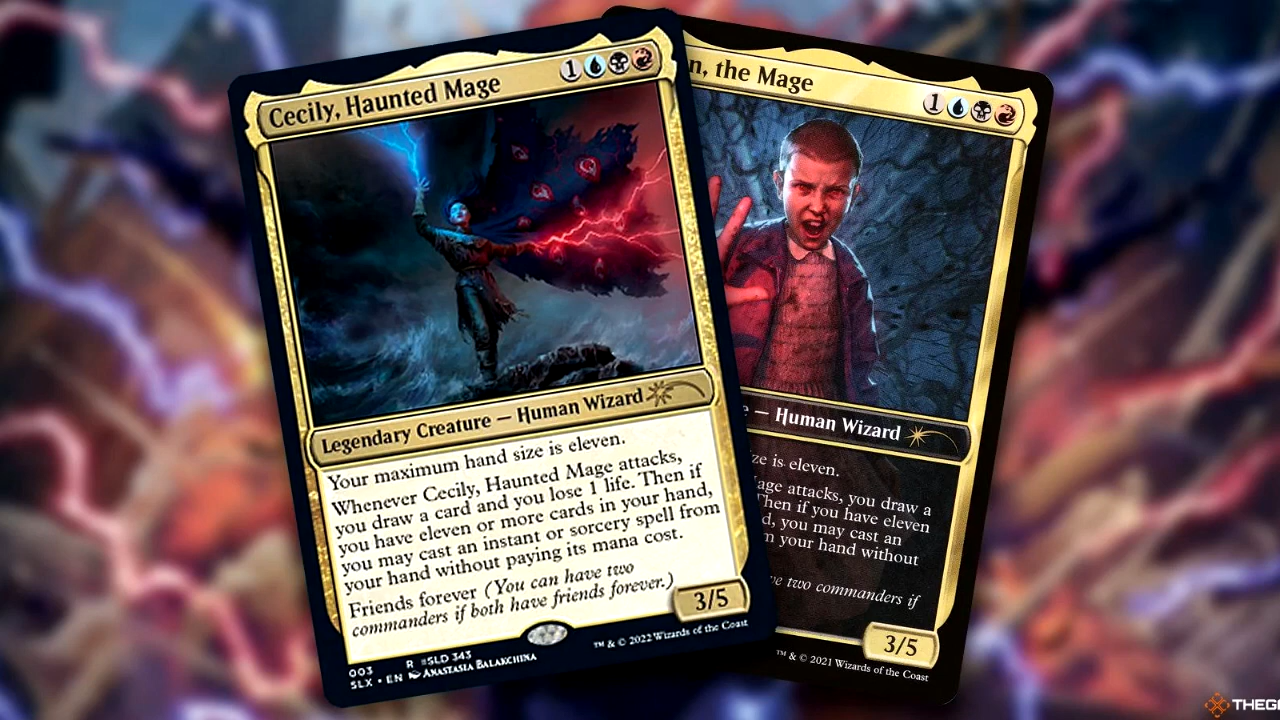 Cecily, Haunted Mage 1
Legendary Creature — Human Wizard
Your maximum hand size is eleven.
Whenever Cecily, Haunted Mage attacks,
you draw a card and you lose 1 life. Then if
you have eleven or more cards in your hand,
you may cast an instant or sorcery spell from
your hand without paying its mana cost.
Friends forever (You can have two
commanders if both have friends forever.)
3/5
003 R SLD 343
SLX • EN ANASTASIA BALAKCHINA
™ & © 2022 Wizards of the Coast
n, the Mage 1
e — Human Wizard
ze is eleven.
age attacks, you draw a
Then if you have eleven
d, you may cast an
m your hand without
ve two commanders if
3/5
™ & © 2021 Wizards of the Coast
THEG